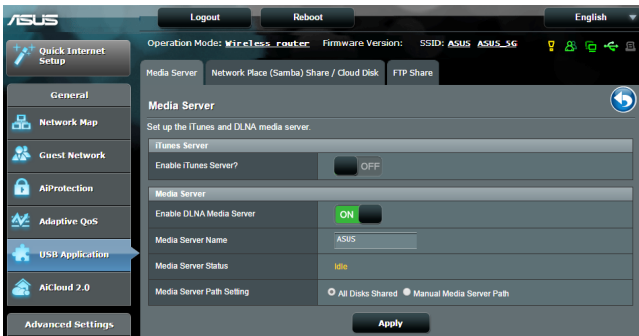 ASUS
Logout
Reboot
English
Quick Internet
Setup
Operation Mode: Wireless router Firmware Version: SSID: ASUS ASUS_5G
Media Server
Network Place (Samba) Share / Cloud Disk
FTP Share
General
Network Map
Guest Network
AiProtection
Adaptive QoS
USB Application
AiCloud 2.0
Advanced Settings
Media Server
Set up the iTunes and DLNA media server.
iTunes Server
Enable iTunes Server? OFF
Media Server
Enable DLNA Media Server ON
Media Server Name ASUS
Media Server Status Idle
Media Server Path Setting All Disks Shared Manual Media Server Path
Apply